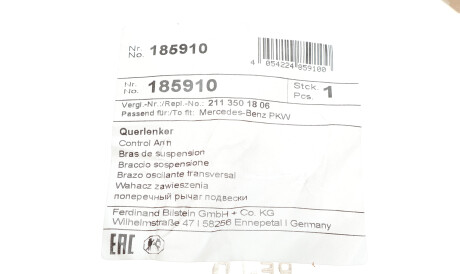 Nr.
No. 185910
4 054224 859100
Nr.
No. 185910
Stck.
Pcs. 1
Vergl.-Nr./Repl.-No.: 211 350 18 06
Passend für/To fit: Mercedes-Benz PKW
Querlenker
Control Arm
Bras de suspension
Braccio sospensione
Brazo oscilante transversal
Wahacz zawieszenia
поперечный рычаг подвески
Ferdinand Bilstein GmbH + Co. KG
Wilhelmstraße 47 | 58256 Ennepetal | Germany
EAC